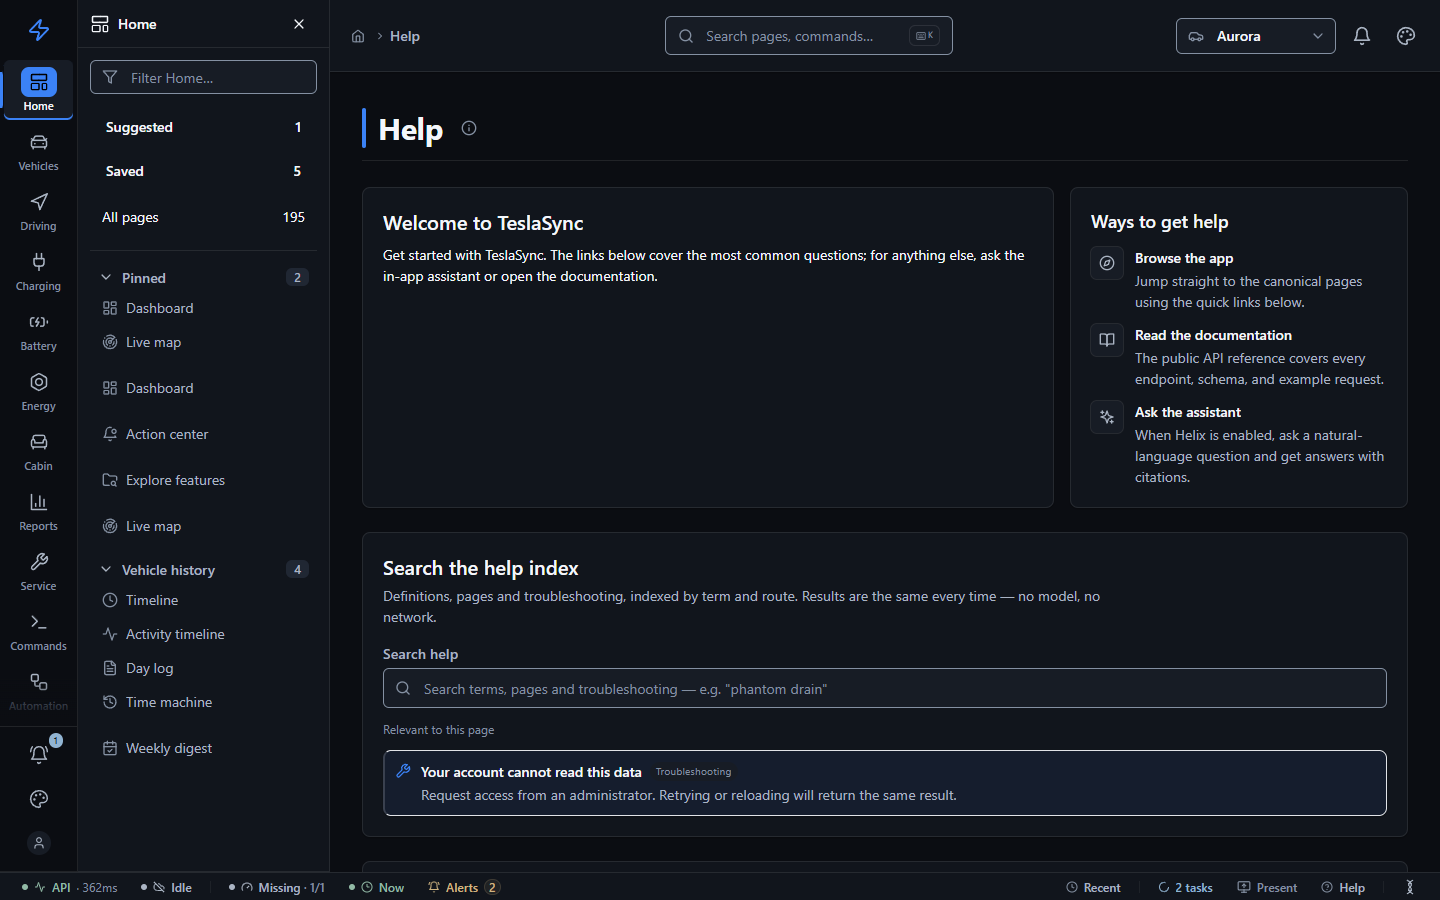 Home
Vehicles
Driving
Charging
Battery
Energy
Cabin
Reports
Service
Commands
Automation
1
Home
Filter Home...
Suggested 1
Saved 5
All pages 195
Pinned 2
Dashboard
Live map
Dashboard
Action center
Explore features
Live map
Vehicle history 4
Timeline
Activity timeline
Day log
Time machine
Weekly digest
Help
Search pages, commands... K
Aurora
Help
Welcome to TeslaSync
Get started with TeslaSync. The links below cover the most common questions; for anything else, ask the
in-app assistant or open the documentation.
Ways to get help
Browse the app
Jump straight to the canonical pages
using the quick links below.
Read the documentation
The public API reference covers every
endpoint, schema, and example request.
Ask the assistant
When Helix is enabled, ask a natural-
language question and get answers with
citations.
Search the help index
Definitions, pages and troubleshooting, indexed by term and route. Results are the same every time — no model, no
network.
Search help
Search terms, pages and troubleshooting — e.g. "phantom drain"
Relevant to this page
Your account cannot read this data Troubleshooting
Request access from an administrator. Retrying or reloading will return the same result.
API · 362ms Idle Missing · 1/1 Now Alerts 2 Recent 2 tasks Present Help